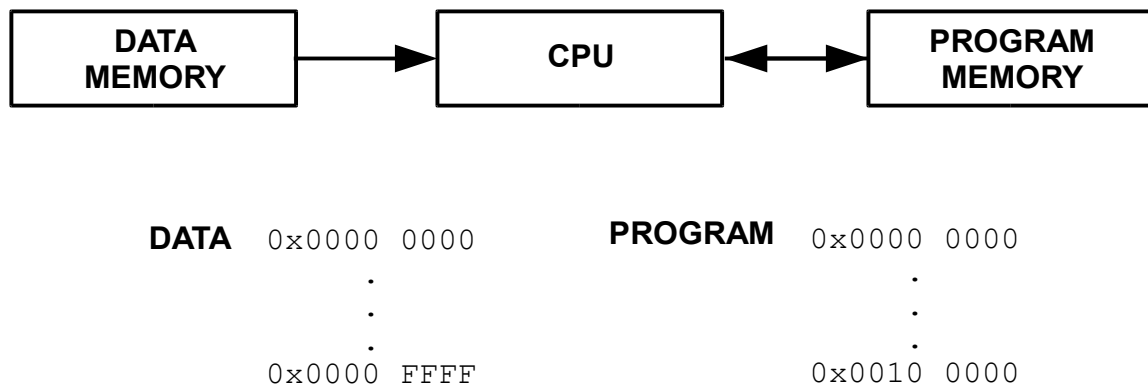 DATA
MEMORY
CPU
PROGRAM
MEMORY
DATA 0x0000 0000
.
.
.
0x0000 FFFF
PROGRAM 0x0000 0000
.
.
.
0x0010 0000